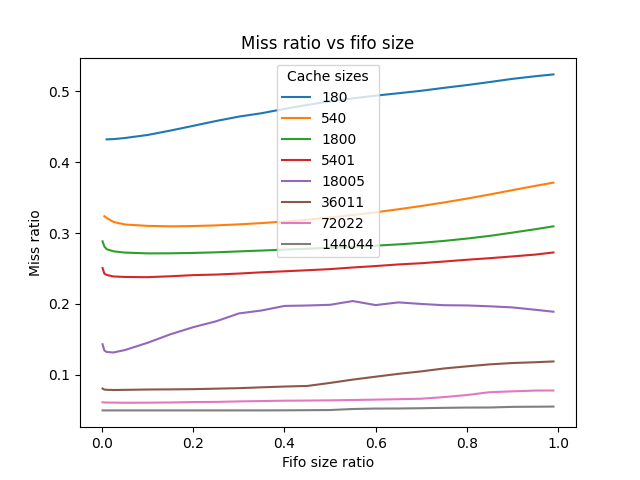 Miss ratio vs fifo size
Cache sizes
180
540
1800
5401
18005
36011
72022
144044
0.5
0.4
0.3
0.2
0.1
Miss ratio
0.0 0.2 0.4 0.6 0.8 1.0
Fifo size ratio